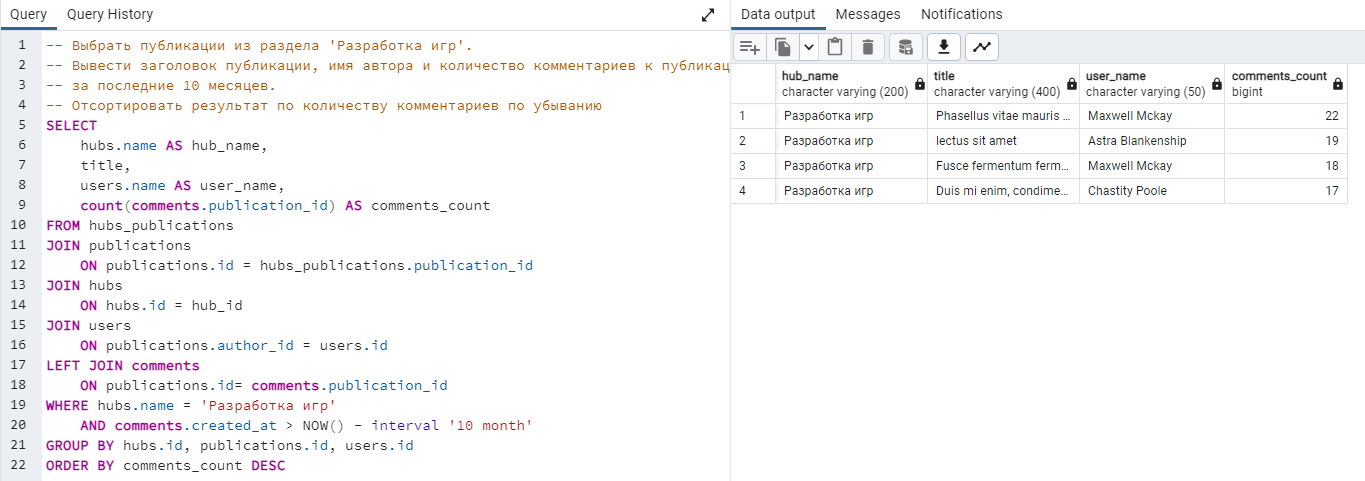 Query Query History
1 -- Выбрать публикации из раздела 'Разработка игр'.
2 -- Вывести заголовок публикации, имя автора и количество комментариев к публикац
3 -- за последние 10 месяцев.
4 -- Отсортировать результат по количеству комментариев по убыванию
5 SELECT
6 hubs.name AS hub_name,
7 title,
8 users.name AS user_name,
9 count(comments.publication_id) AS comments_count
10 FROM hubs_publications
11 JOIN publications
12 ON publications.id = hubs_publications.publication_id
13 JOIN hubs
14 ON hubs.id = hub_id
15 JOIN users
16 ON publications.author_id = users.id
17 LEFT JOIN comments
18 ON publications.id= comments.publication_id
19 WHERE hubs.name = 'Разработка игр'
20 AND comments.created_at > NOW() - interval '10 month'
21 GROUP BY hubs.id, publications.id, users.id
22 ORDER BY comments_count DESC
Data output Messages Notifications
hub_name title user_name comments_count
character varying (200) character varying (400) character varying (50) bigint
1 Разработка игр Phasellus vitae mauris ... Maxwell Mckay 22
2 Разработка игр lectus sit amet Astra Blankenship 19
3 Разработка игр Fusce fermentum ferm... Maxwell Mckay 18
4 Разработка игр Duis mi enim, condime... Chastity Poole 17